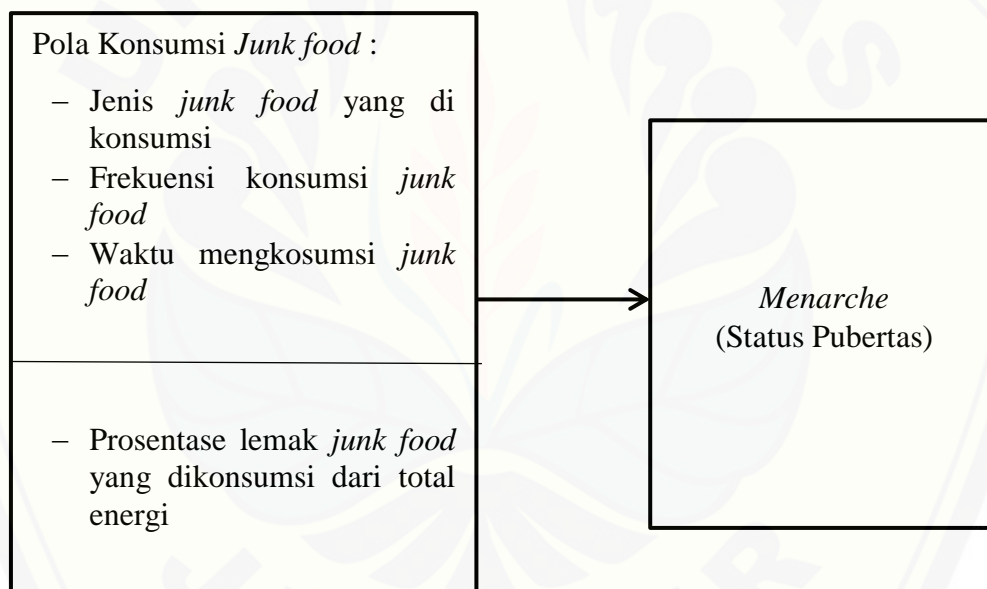 Pola Konsumsi Junk food :
– Jenis junk food yang di
konsumsi
– Frekuensi konsumsi junk
food
– Waktu mengkosumsi junk
food
– Prosentase lemak junk food
yang dikonsumsi dari total
energi
Menarche
(Status Pubertas)